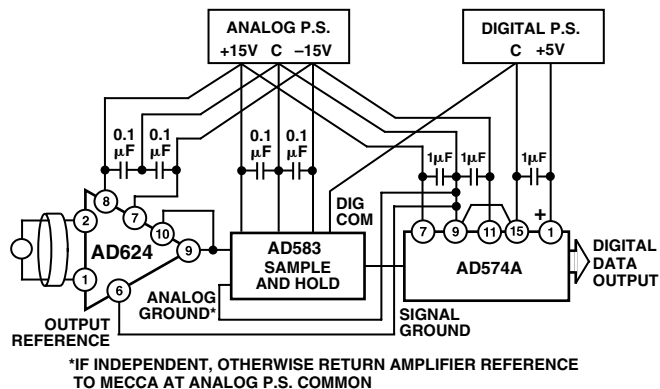 ANALOG P.S.
+15V C –15V
DIGITAL P.S.
C +5V
0.1 µF
0.1 µF
0.1 µF
0.1 µF
1µF
1µF
1µF
DIG COM
8
7
10
9
2
1
6
AD624
OUTPUT REFERENCE
AD583
SAMPLE AND HOLD
ANALOG GROUND*
7
9
11
15
+
1
AD574A
SIGNAL GROUND
DIGITAL DATA OUTPUT
*IF INDEPENDENT, OTHERWISE RETURN AMPLIFIER REFERENCE
TO MECCA AT ANALOG P.S. COMMON